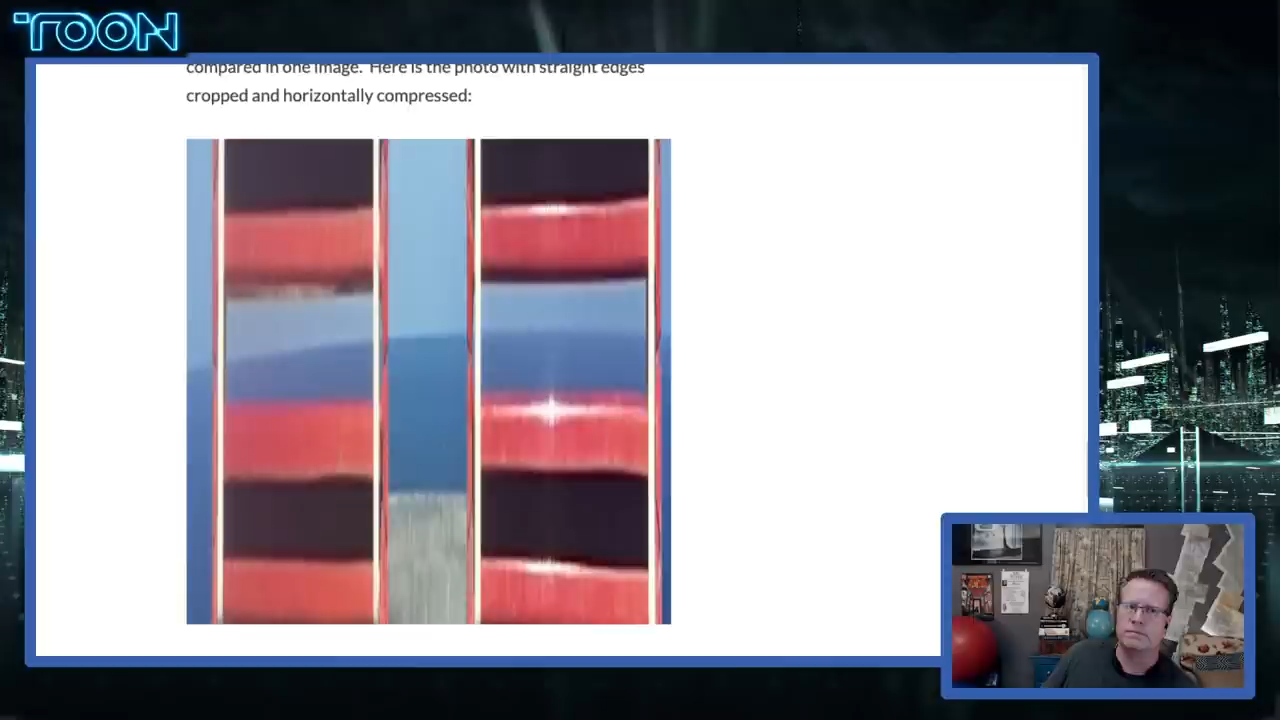 TOON
compared in one image. Here is the photo with straight edges
cropped and horizontally compressed: